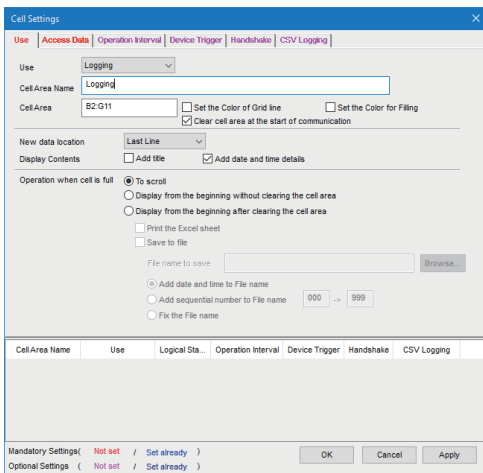 Cell Settings
Use Access Data Operation Interval Device Trigger Handshake CSV Logging
Use Logging
Cell Area Name Logging
Cell Area B2:G11 Set the Color of Grid line Set the Color for Filling
Clear cell area at the start of communication
New data location Last Line
Display Contents Add title Add date and time details
Operation when cell is full To scroll
Display from the beginning without clearing the cell area
Display from the beginning after clearing the cell area
Print the Excel sheet
Save to file
File name to save Browse...
Add date and time to File name
Add sequential number to File name 000 -> 999
Fix the File name
Cell Area Name Use Logical Sta... Operation Interval Device Trigger Handshake CSV Logging
Mandatory Settings( Not set / Set already )
Optional Settings ( Not set / Set already )
OK Cancel Apply